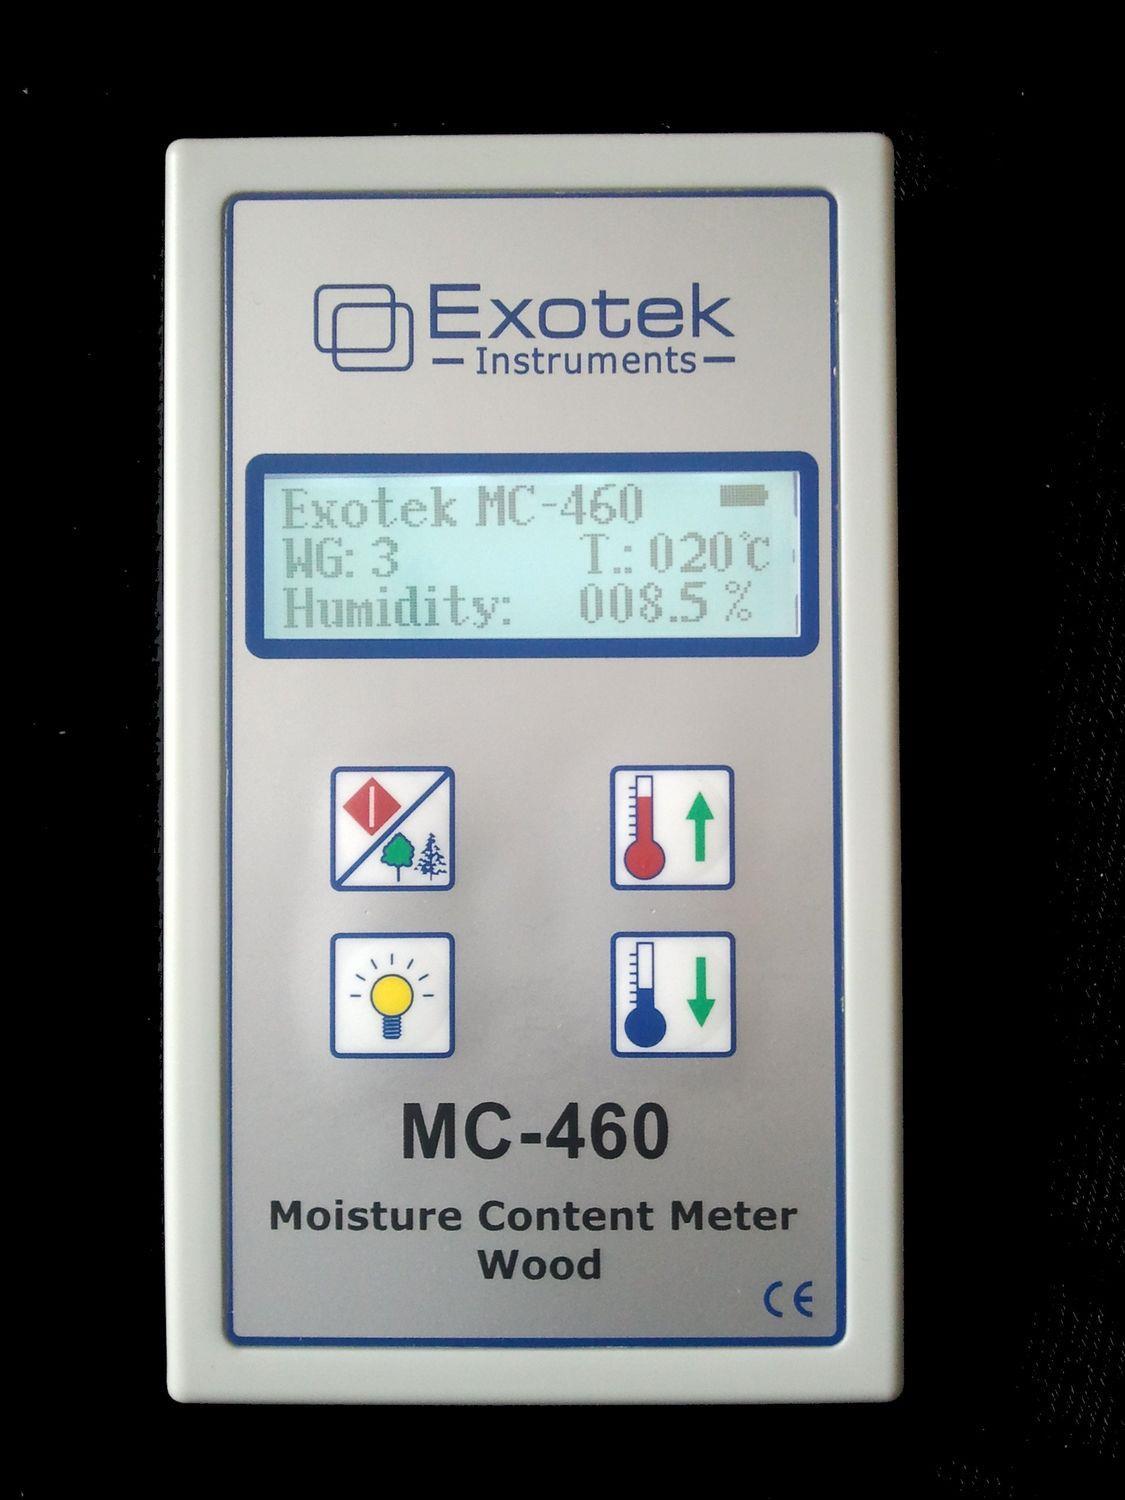 Exotek
Instruments
Exotek MC-460
WG: 3 T.: 020°C
Humidity: 008.5 %
MC-460
Moisture Content Meter
Wood
CE